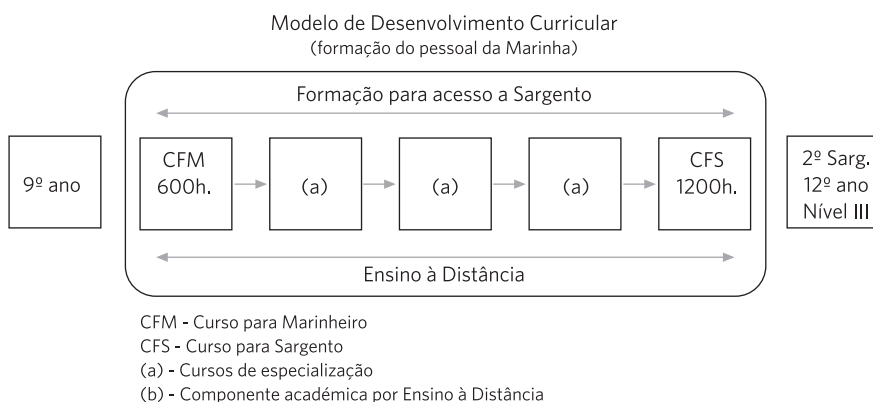 Modelo de Desenvolvimento Curricular
(formação do pessoal da Marinha)
Formação para acesso a Sargento
9º ano
CFM
600h.
(a)
(a)
(a)
CFS
1200h.
2º Sarg.
12º ano
Nível III
Ensino à Distância
CFM - Curso para Marinheiro
CFS - Curso para Sargento
(a) - Cursos de especialização
(b) - Componente académica por Ensino à Distância